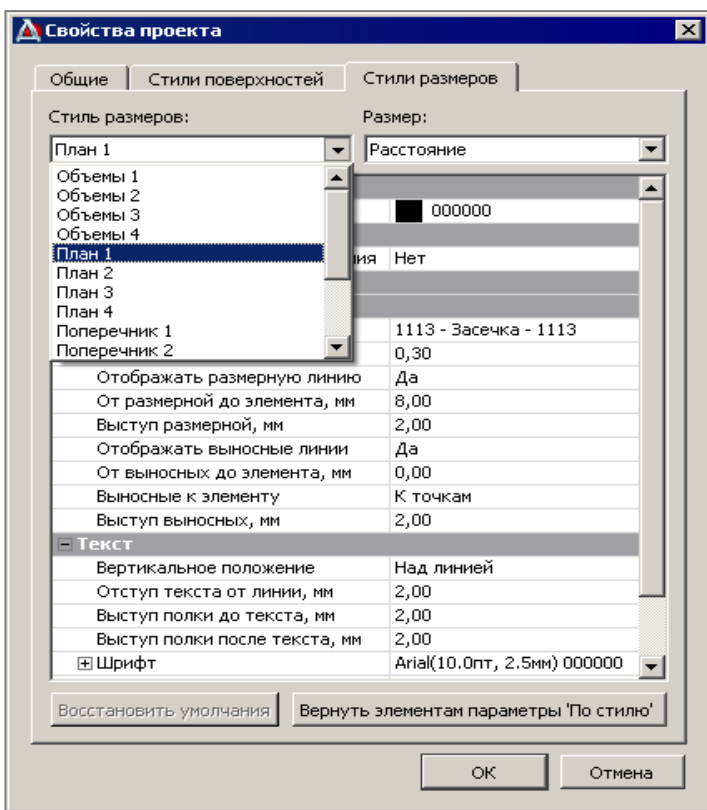 Свойства проекта
Общие Стили поверхностей Стили размеров
Стиль размеров: Размер:
План 1 Расстояние
Объемы 1
Объемы 2
Объемы 3 000000
Объемы 4
План 1 ия Нет
План 2
План 3
План 4
Поперечник 1 1113 - Засечка - 1113
Поперечник 2 0,30
Отображать размерную линию Да
От размерной до элемента, мм 8,00
Выступ размерной, мм 2,00
Отображать выносные линии Да
От выносных до элемента, мм 0,00
Выносные к элементу К точкам
Выступ выносных, мм 2,00
Текст
Вертикальное положение Над линией
Отступ текста от линии, мм 2,00
Выступ полки до текста, мм 2,00
Выступ полки после текста, мм 2,00
Шрифт Arial(10.0пт, 2.5мм) 000000
Восстановить умолчания Вернуть элементам параметры 'По стилю'
ОК Отмена